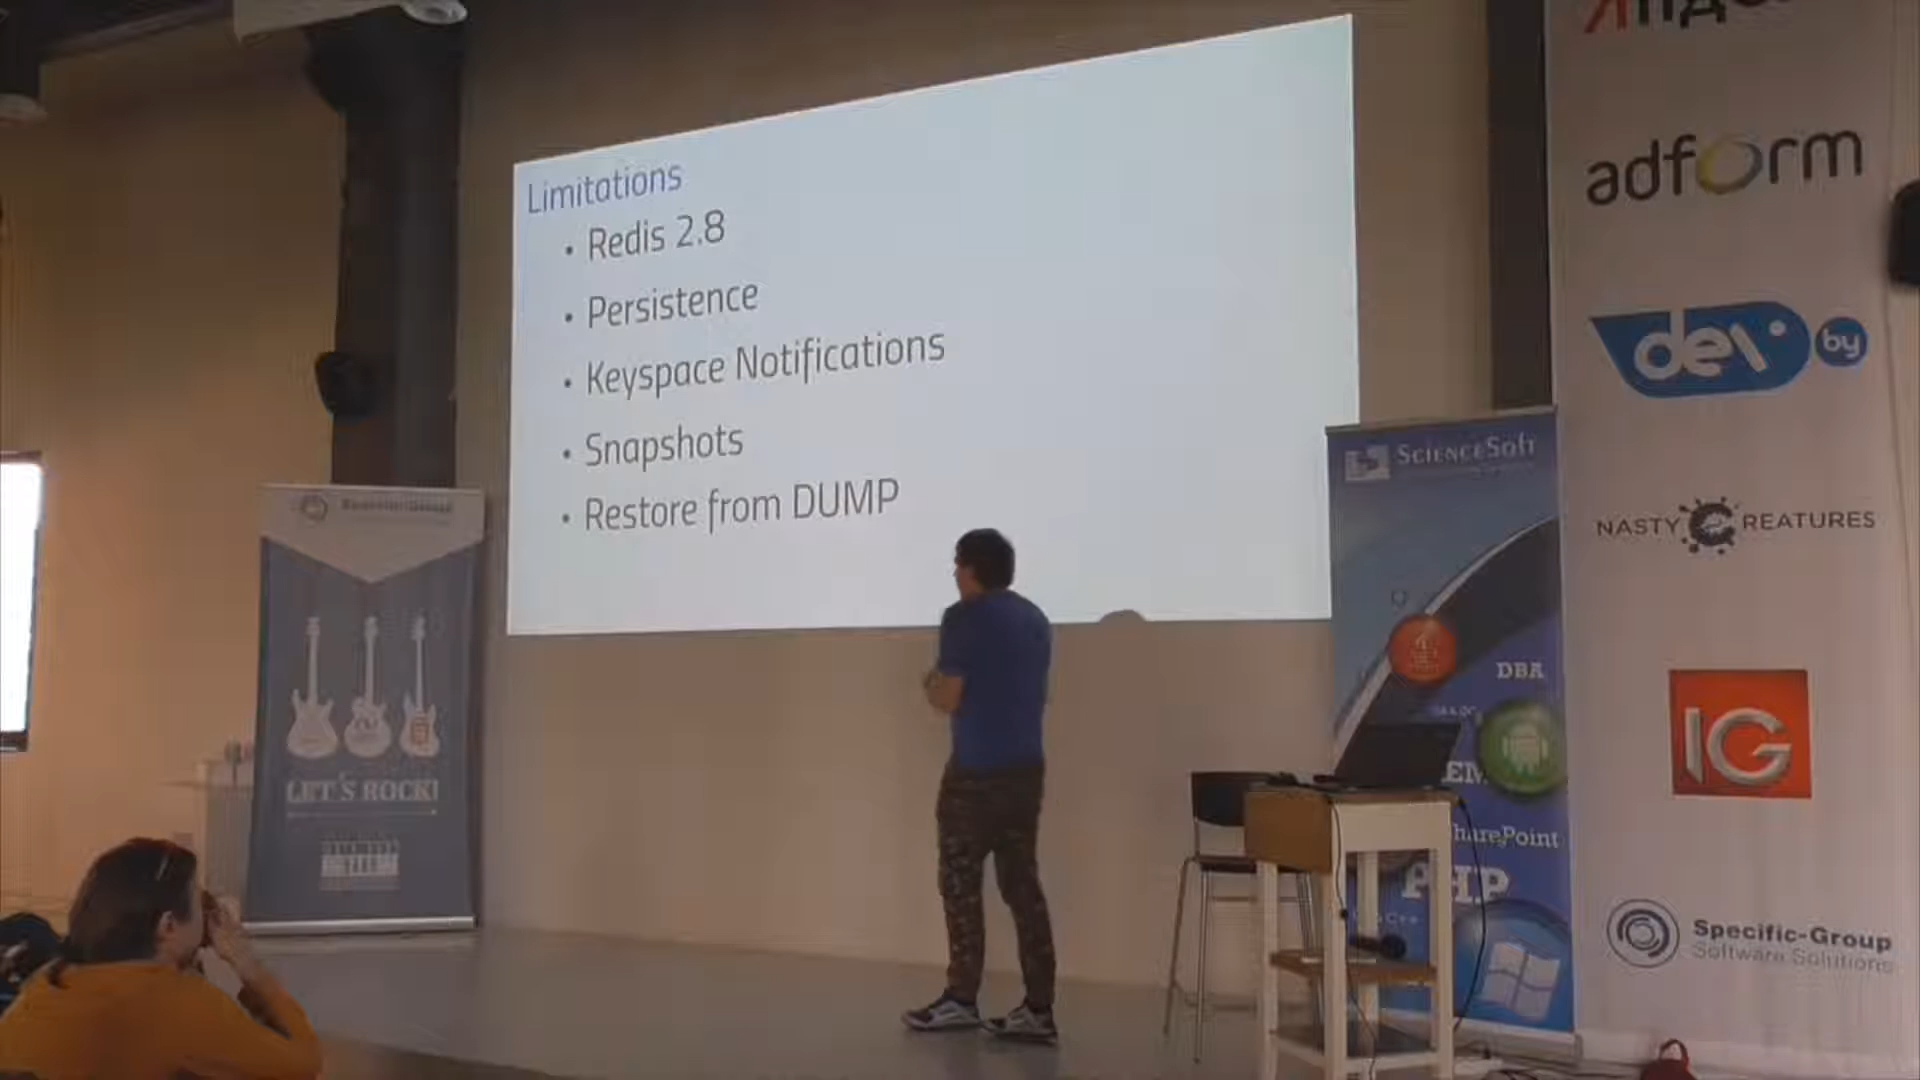 Limitations
• Redis 2.8
• Persistence
• Keyspace Notifications
• Snapshots
• Restore from DUMP
LET'S ROCK!
ScienceSoft
DBA
PHP
adform
dev by
NASTY CREATURES
IG
Specific-Group
Software Solutions